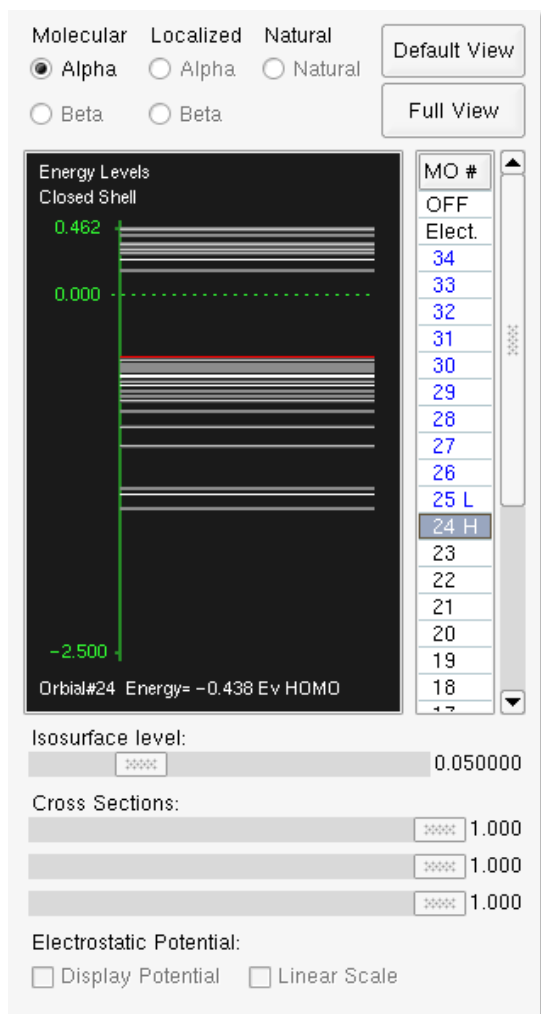 Molecular Localized Natural
Alpha Alpha Natural
Beta Beta
Default View
Full View
Energy Levels
Closed Shell
0.462
0.000
-2.500
Orbial#24 Energy= -0.438 Ev HOMO
MO #
OFF
Elect.
34
33
32
31
30
29
28
27
26
25 L
24 H
23
22
21
20
19
18
17
Isosurface level:
0.050000
Cross Sections:
1.000
1.000
1.000
Electrostatic Potential:
Display Potential Linear Scale